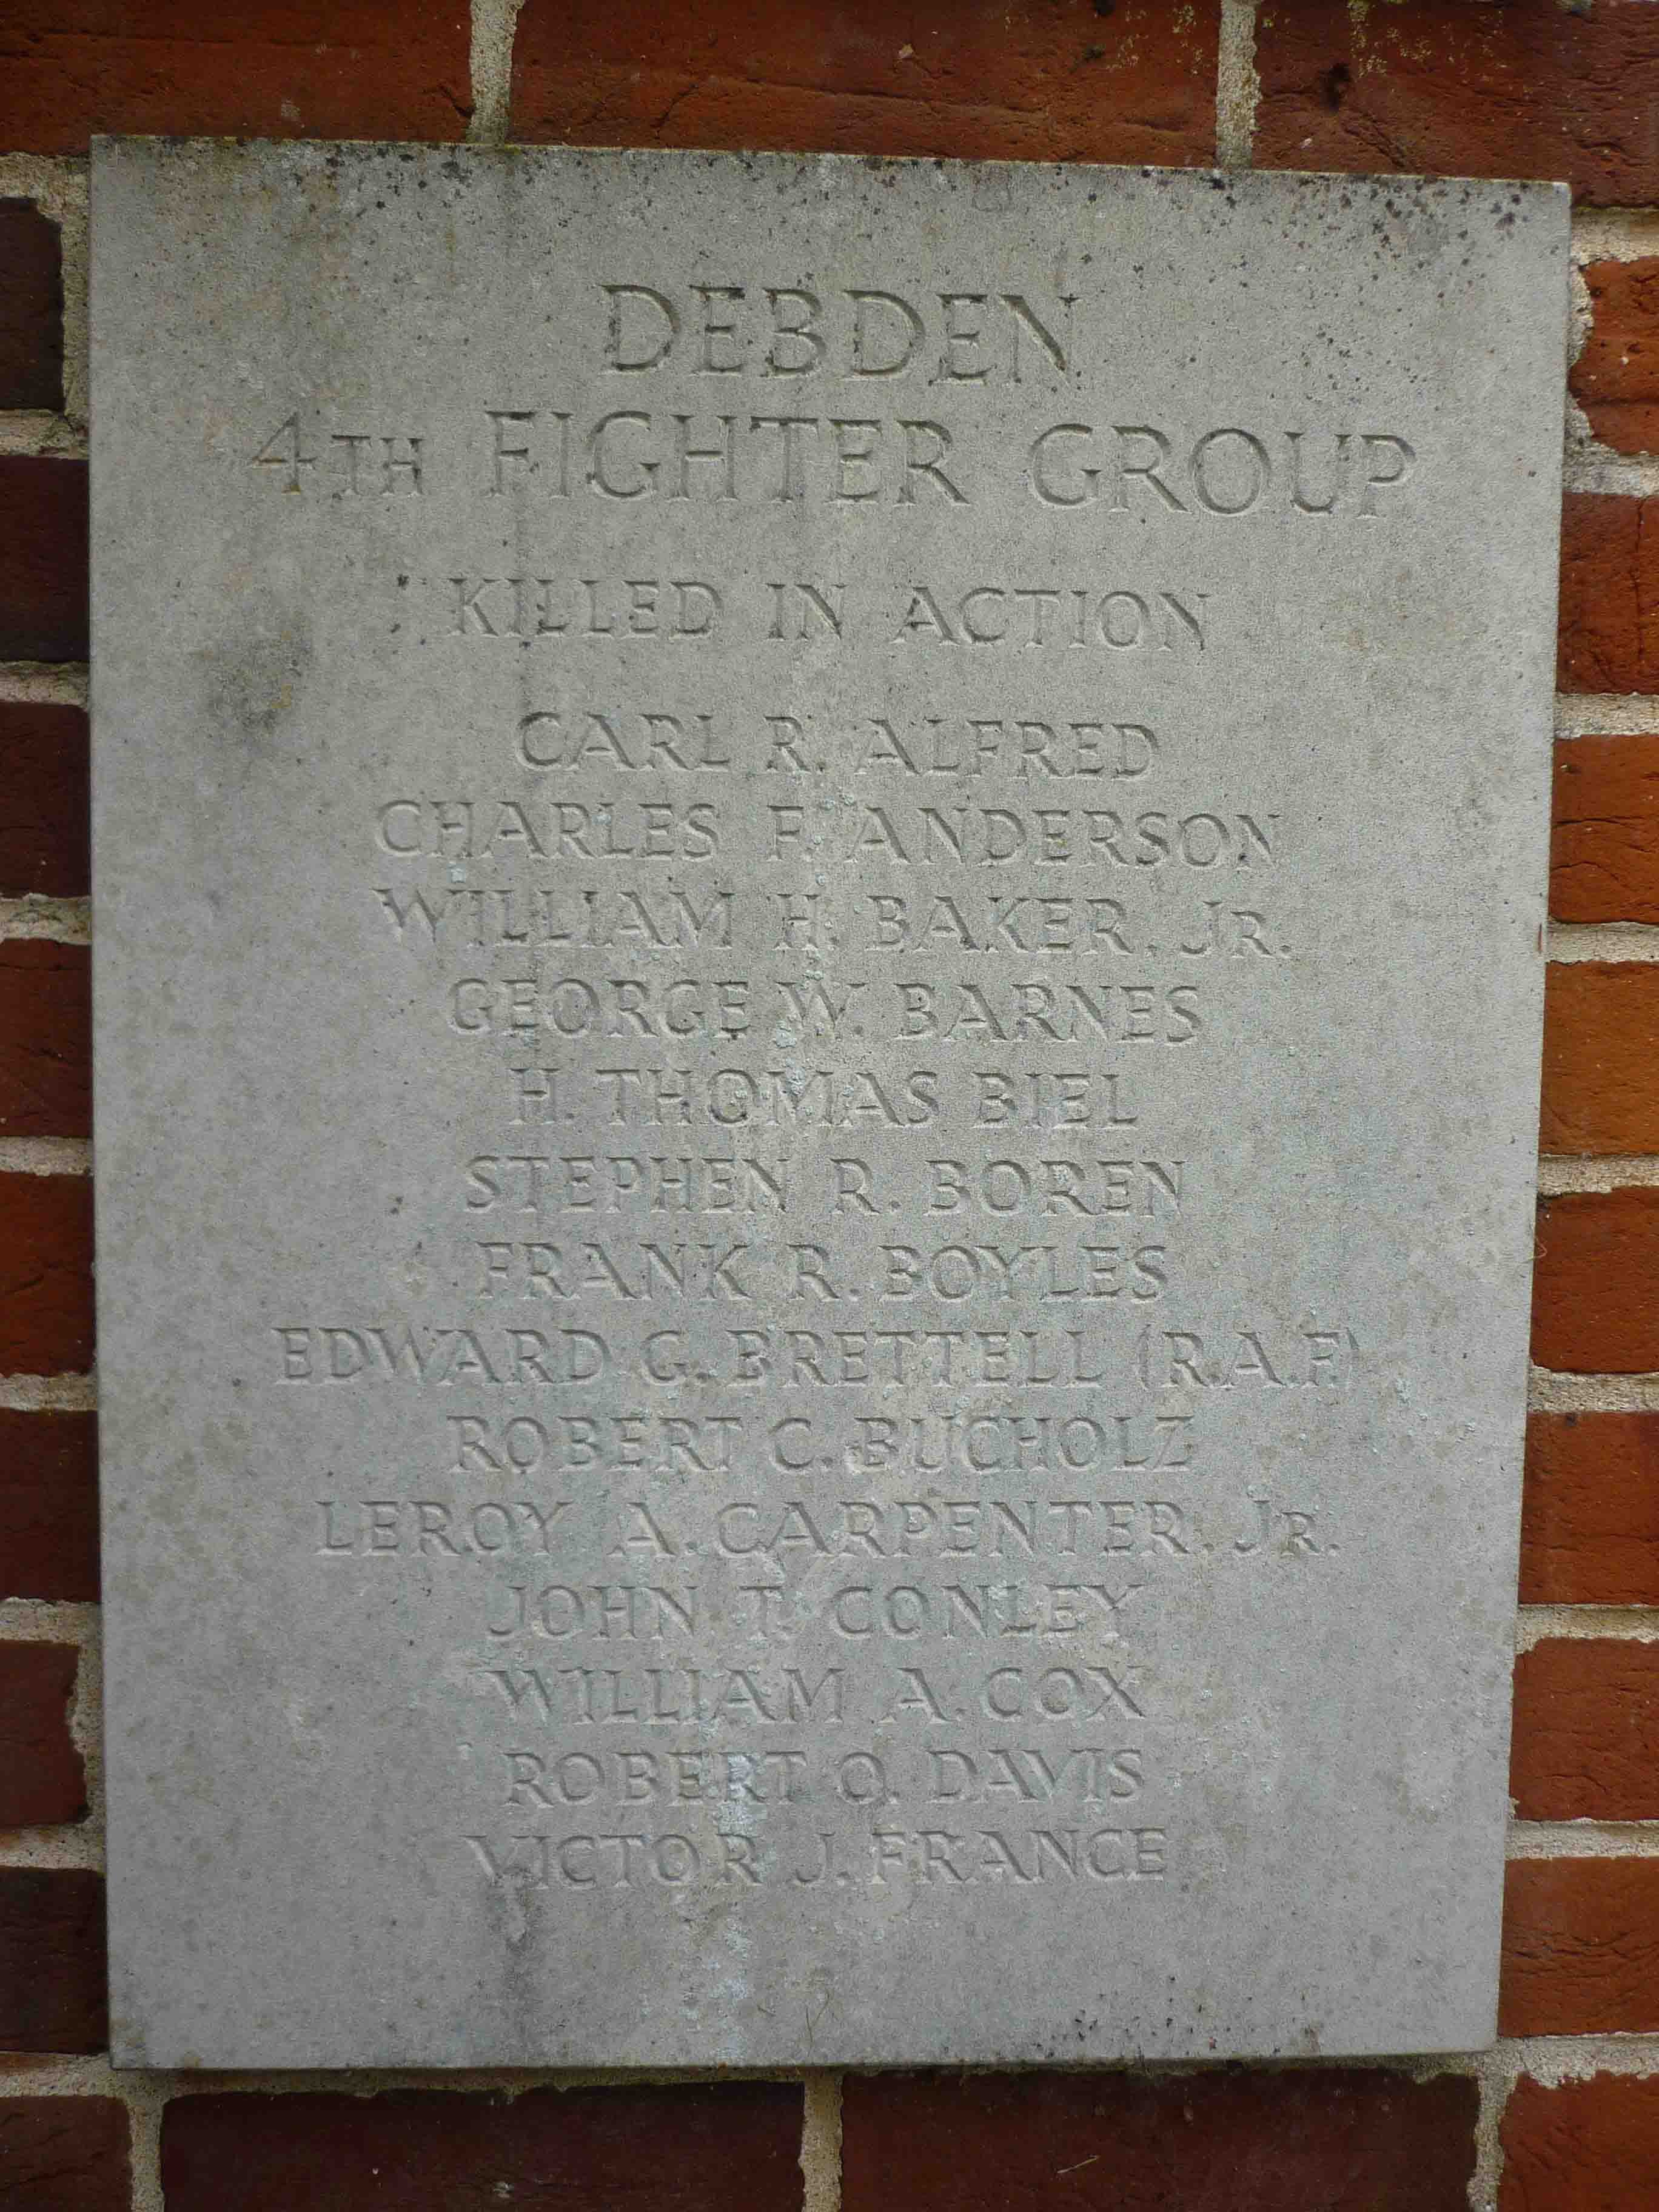 DEBDEN
4TH FIGHTER GROUP
KILLED IN ACTION
CARL R. ALFRED
CHARLES F. ANDERSON
WILLIAM H. BAKER, JR.
GEORGE W. BARNES
H. THOMAS BIEL
STEPHEN R. BOREN
FRANK R. BOYLES
EDWARD G. BRETTELL (R.A.F.)
ROBERT C. BUCHOLZ
LEROY A. CARPENTER, JR.
JOHN T. CONLEY
WILLIAM A. COX
ROBERT O. DAVIS
VICTOR J. FRANCE